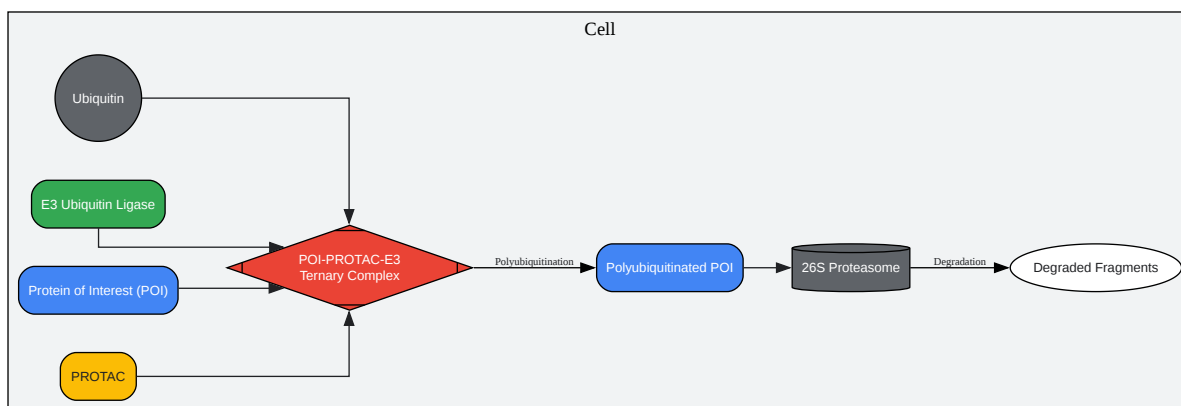 Cell
Ubiquitin
E3 Ubiquitin Ligase
Protein of Interest (POI)
PROTAC
POI-PROTAC-E3
Ternary Complex
Polyubiquitination
Polyubiquitinated POI
26S Proteasome
Degradation
Degraded Fragments